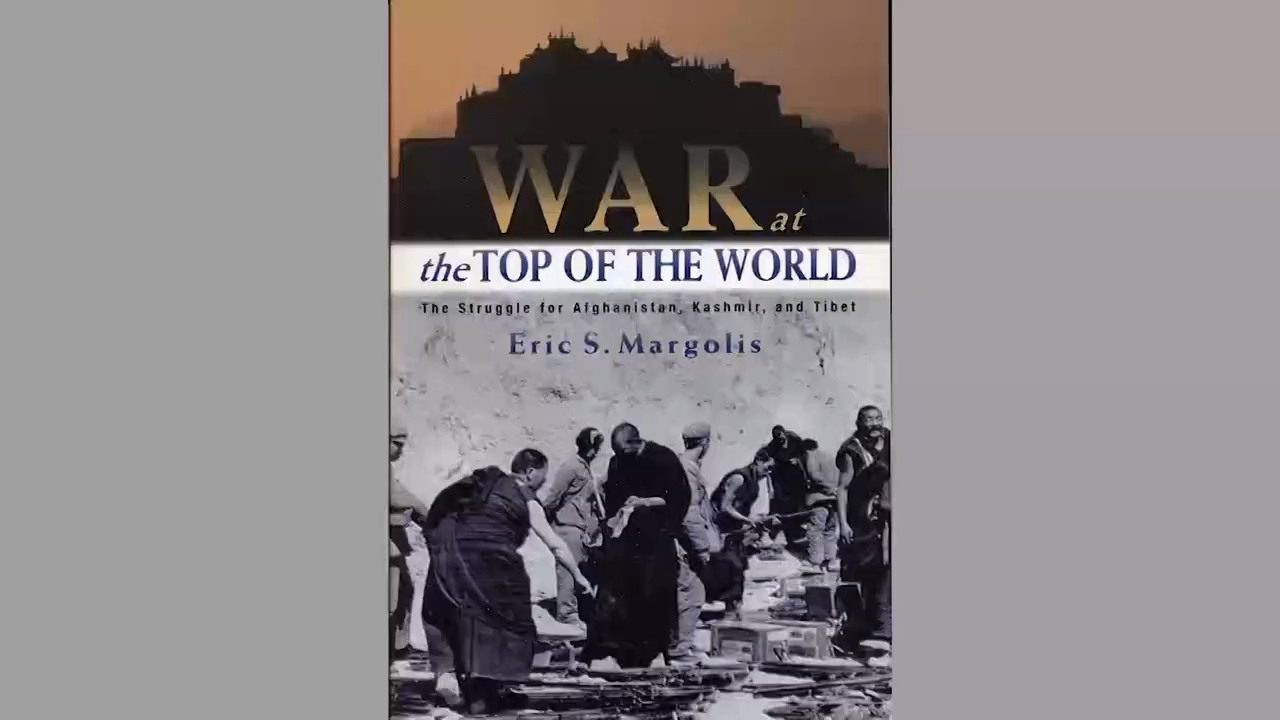 WAR at
the TOP OF THE WORLD
The Struggle for Afghanistan, Kashmir, and Tibet
Eric S. Margolis